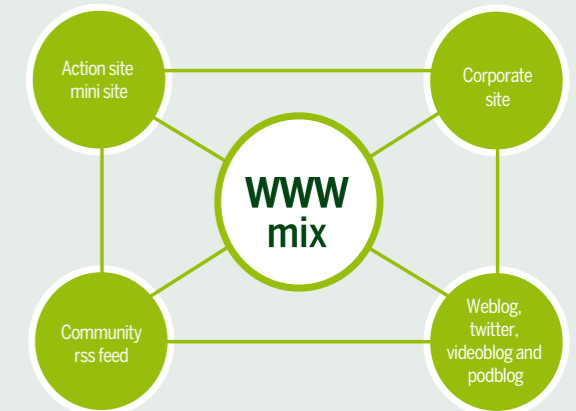 Action site
mini site
Corporate
site
WWW
mix
Community
rss feed
Weblog,
twitter,
videoblog and
podblog